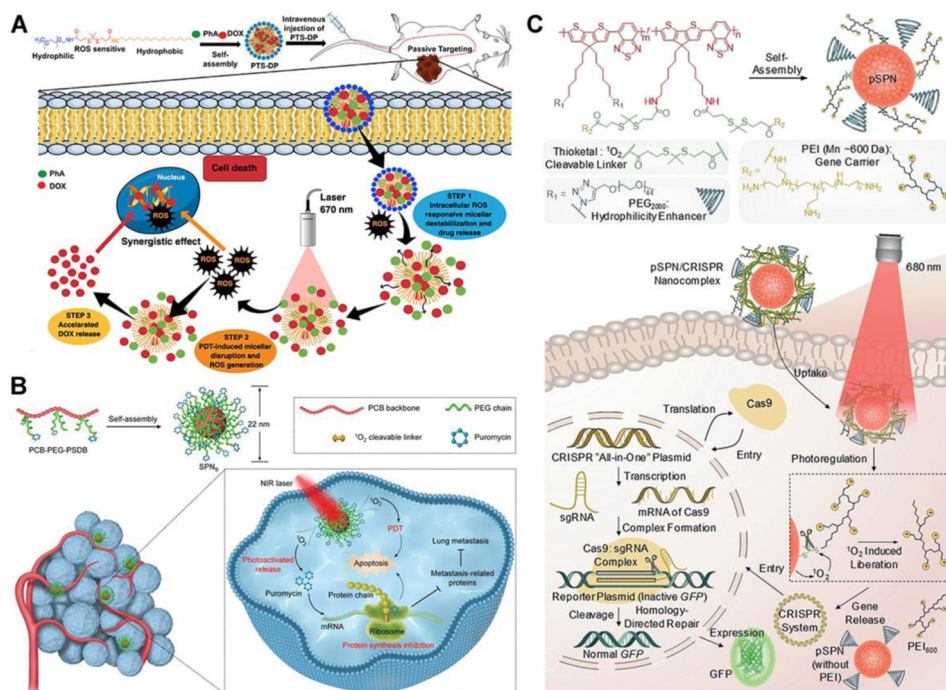 A
Hydrophilic
ROS sensitive
Hydrophobic
PhA
DOX
Self-
assembly
PTS-DP
Intravenous
injection of
PTS-DP
Passive Targeting
PhA
DOX
Cell death
Nucleus
ROS
Synergistic effect
ROS
ROS
ROS
Laser
670 nm
ROS
STEP 1
Intracellular ROS
responsive micellar
destabilization and
drug release
STEP 3
Accelarated
DOX release
STEP 2
PDT-induced micellar
disruption and
ROS generation
B
PCB-PEG-PSDB
Self-assembly
SPNB
22 nm
PCB backbone
PEG chain
¹O₂ cleavable linker
Puromycin
NIR laser
¹O₂
PDT
¹O₂
Photoactivated
release
Puromycin
Apoptosis
Lung metastasis
Metastasis-related
proteins
Protein chain
mRNA
Ribosome
Protein synthesis inhibition
C
Self-
Assembly
pSPN
Thioketal : ¹O₂
Cleavable Linker
PEG₂₀₀₀:
Hydrophilicity
Enhancer
PEI (Mn ~600 Da):
Gene Carrier
pSPN/CRISPR
Nanocomplex
680 nm
Uptake
Translation
Cas9
Entry
CRISPR "All-in-One" Plasmid
Transcription
sgRNA
mRNA of Cas9
Complex Formation
Cas9: sgRNA
Complex
Reporter Plasmid (Inactive GFP)
Cleavage
Homology-
Directed Repair
Normal GFP
Expression
GFP
Photoregulation
¹O₂
¹O₂ Induced
Liberation
Entry
CRISPR
System
Gene
Release
PEI₆₀₀
pSPN
(without
PEI)